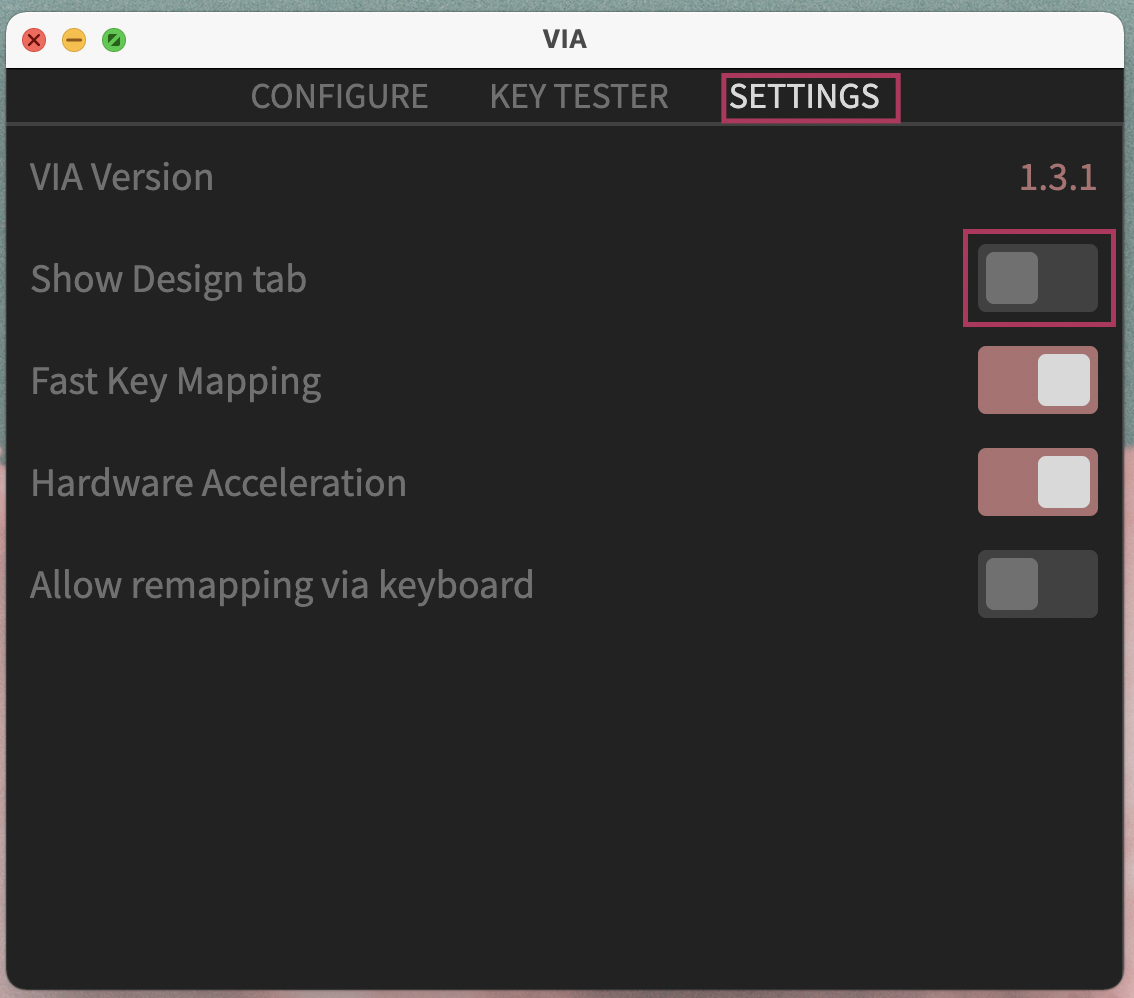 VIA
CONFIGURE KEY TESTER SETTINGS
VIA Version 1.3.1
Show Design tab
Fast Key Mapping
Hardware Acceleration
Allow remapping via keyboard